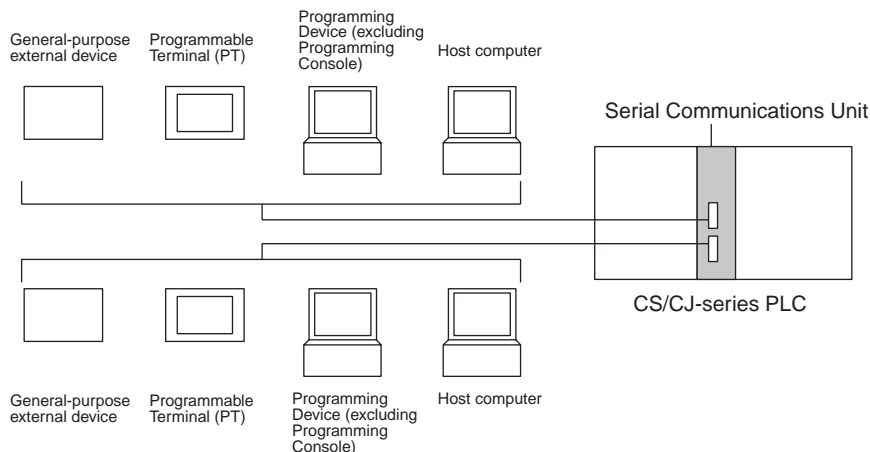 General-purpose
external device
Programmable
Terminal (PT)
Programming
Device (excluding
Programming
Console)
Host computer
Serial Communications Unit
CS/CJ-series PLC
General-purpose
external device
Programmable
Terminal (PT)
Programming
Device (excluding
Programming
Console)
Host computer